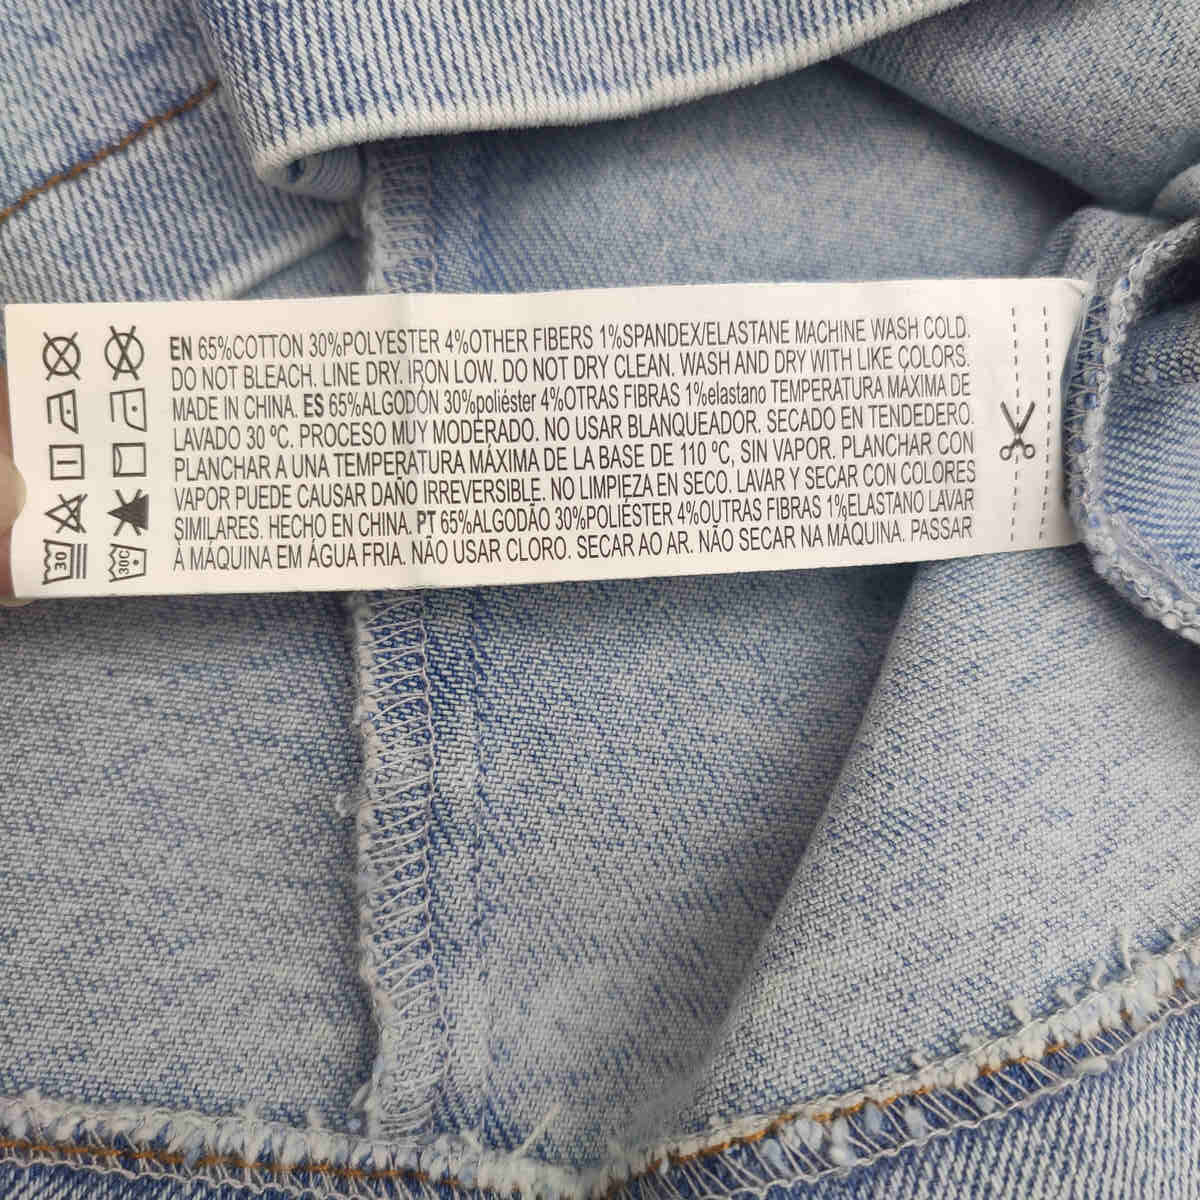 EN 65%COTTON 30%POLYESTER 4%OTHER FIBERS 1%SPANDEX/ELASTANE MACHINE WASH COLD.
DO NOT BLEACH. LINE DRY. IRON LOW. DO NOT DRY CLEAN. WASH AND DRY WITH LIKE COLORS.
MADE IN CHINA. ES 65%ALGODÓN 30%poliéster 4%OTRAS FIBRAS 1%elastano TEMPERATURA MÁXIMA DE
LAVADO 30 ºC. PROCESO MUY MODERADO. NO USAR BLANQUEADOR. SECADO EN TENDEDERO.
PLANCHAR A UNA TEMPERATURA MÁXIMA DE LA BASE DE 110 ºC, SIN VAPOR. PLANCHAR CON
VAPOR PUEDE CAUSAR DAÑO IRREVERSIBLE. NO LIMPIEZA EN SECO. LAVAR Y SECAR CON COLORES
SIMILARES. HECHO EN CHINA. PT 65%ALGODÃO 30%POLIÉSTER 4%OUTRAS FIBRAS 1%ELASTANO LAVAR
À MÁQUINA EM ÁGUA FRIA. NÃO USAR CLORO. SECAR AO AR. NÃO SECAR NA MÁQUINA. PASSAR
30
30C